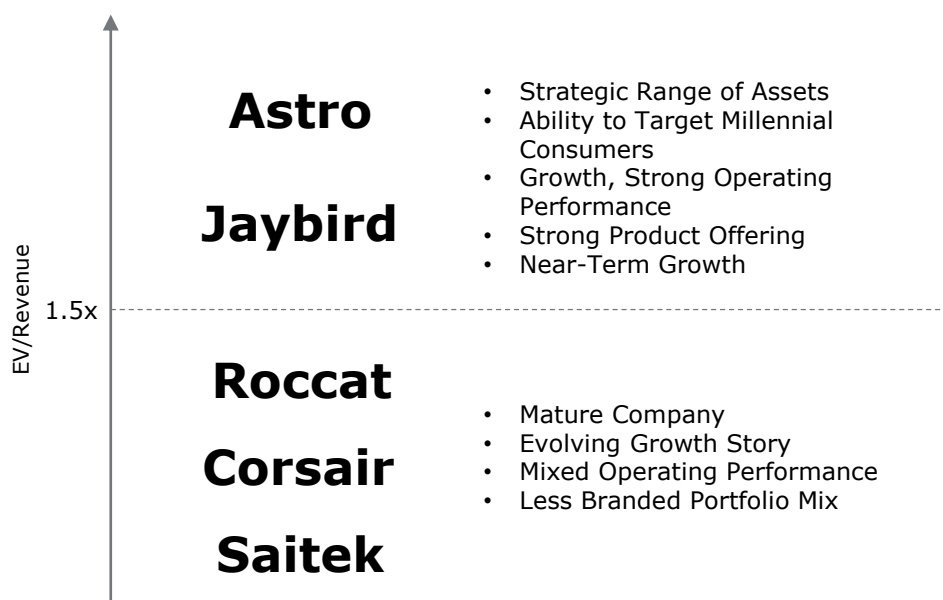 Astro
Jaybird
• Strategic Range of Assets
• Ability to Target Millennial
Consumers
• Growth, Strong Operating
Performance
• Strong Product Offering
• Near-Term Growth
EV/Revenue
1.5x
Roccat
Corsair
Saitek
• Mature Company
• Evolving Growth Story
• Mixed Operating Performance
• Less Branded Portfolio Mix